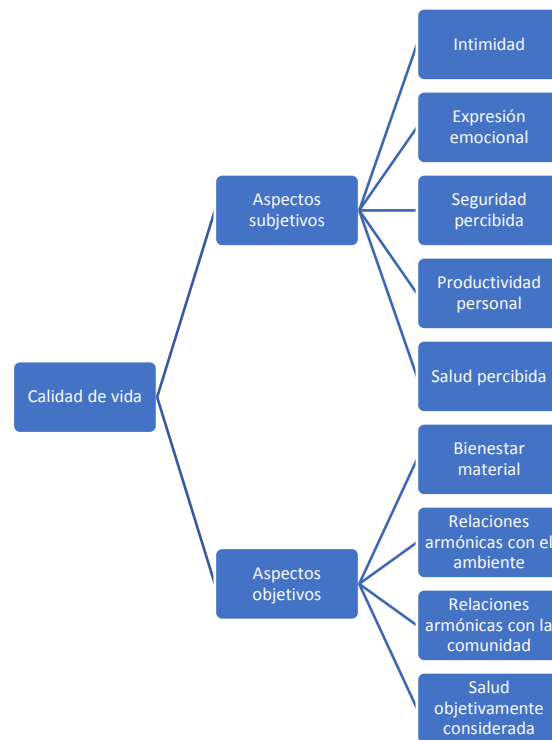 Intimidad
Expresión
emocional
Aspectos
subjetivos
Seguridad
percibida
Productividad
personal
Salud percibida
Calidad de vida
Bienestar
material
Aspectos
objetivos
Relaciones
armónicas con el
ambiente
Relaciones
armónicas con la
comunidad
Salud
objetivamente
considerada